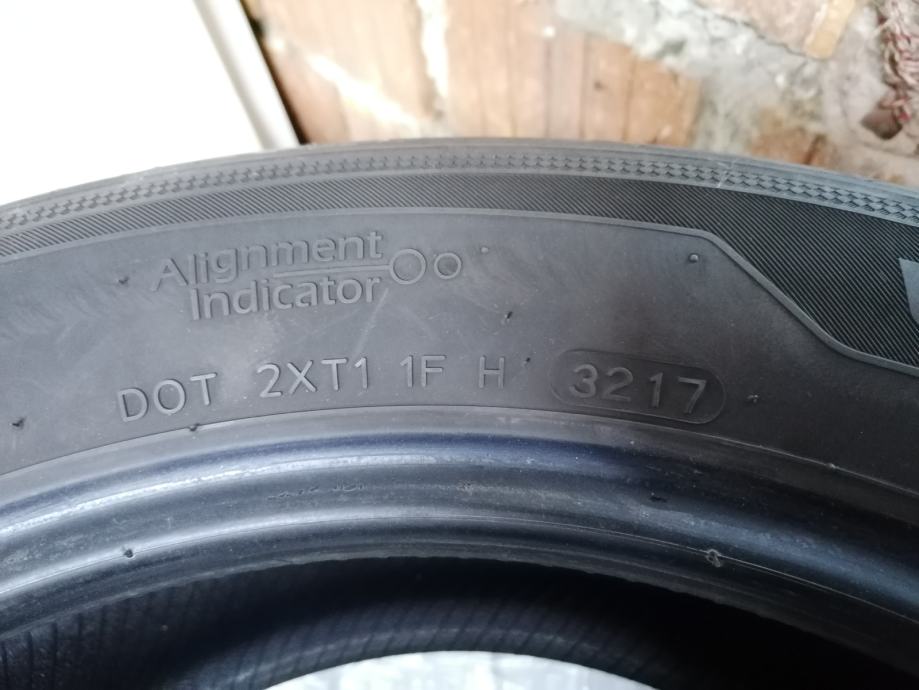 Alignment
Indicator
DOT 2XT1 1F H 3217